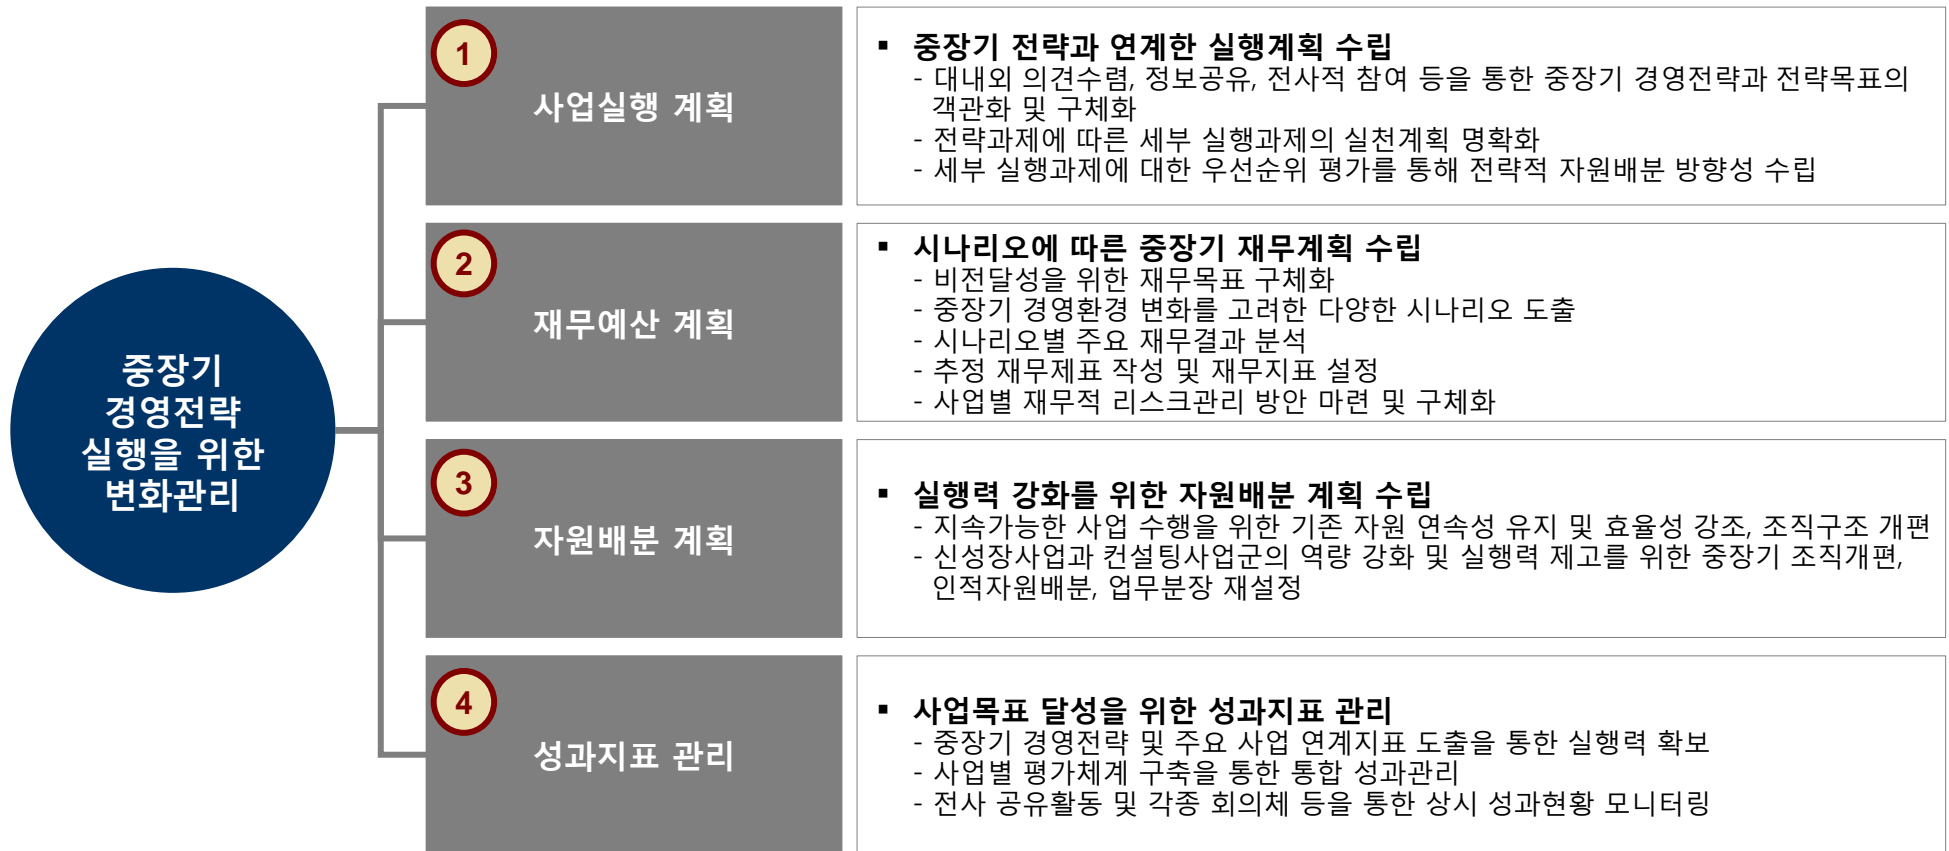 중장기
경영전략
실행을 위한
변화관리
1
사업실행 계획
▪ 중장기 전략과 연계한 실행계획 수립
- 대내외 의견수렴, 정보공유, 전사적 참여 등을 통한 중장기 경영전략과 전략목표의
객관화 및 구체화
- 전략과제에 따른 세부 실행과제의 실천계획 명확화
- 세부 실행과제에 대한 우선순위 평가를 통해 전략적 자원배분 방향성 수립
2
재무예산 계획
▪ 시나리오에 따른 중장기 재무계획 수립
- 비전달성을 위한 재무목표 구체화
- 중장기 경영환경 변화를 고려한 다양한 시나리오 도출
- 시나리오별 주요 재무결과 분석
- 추정 재무제표 작성 및 재무지표 설정
- 사업별 재무적 리스크관리 방안 마련 및 구체화
3
자원배분 계획
▪ 실행력 강화를 위한 자원배분 계획 수립
- 지속가능한 사업 수행을 위한 기존 자원 연속성 유지 및 효율성 강조, 조직구조 개편
- 신성장사업과 컨설팅사업군의 역량 강화 및 실행력 제고를 위한 중장기 조직개편,
인적자원배분, 업무분장 재설정
4
성과지표 관리
▪ 사업목표 달성을 위한 성과지표 관리
- 중장기 경영전략 및 주요 사업 연계지표 도출을 통한 실행력 확보
- 사업별 평가체계 구축을 통한 통합 성과관리
- 전사 공유활동 및 각종 회의체 등을 통한 상시 성과현황 모니터링